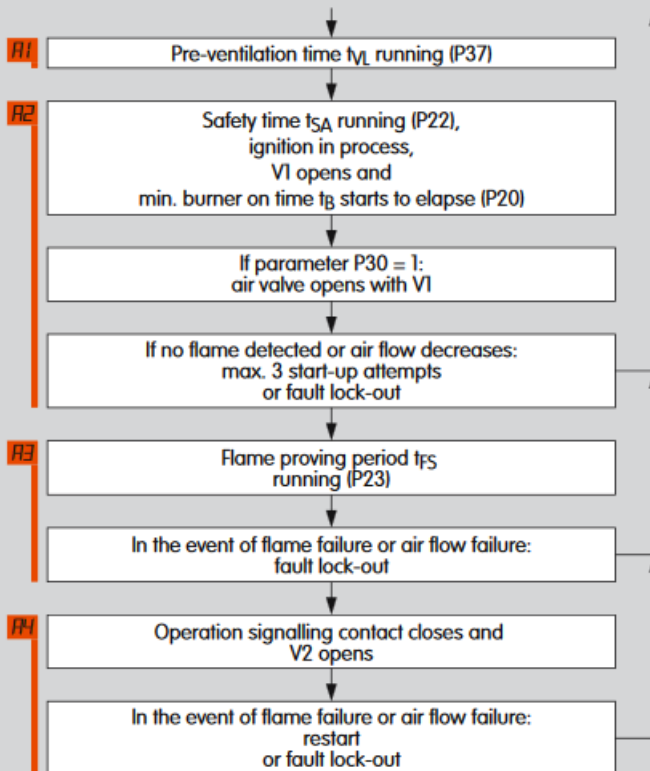 A1
Pre-ventilation time tVL running (P37)
A2
Safety time tSA running (P22),
ignition in process,
V1 opens and
min. burner on time tB starts to elapse (P20)
If parameter P30 = 1:
air valve opens with V1
If no flame detected or air flow decreases:
max. 3 start-up attempts
or fault lock-out
A3
Flame proving period tFS
running (P23)
In the event of flame failure or air flow failure:
fault lock-out
A4
Operation signalling contact closes and
V2 opens
In the event of flame failure or air flow failure:
restart
or fault lock-out